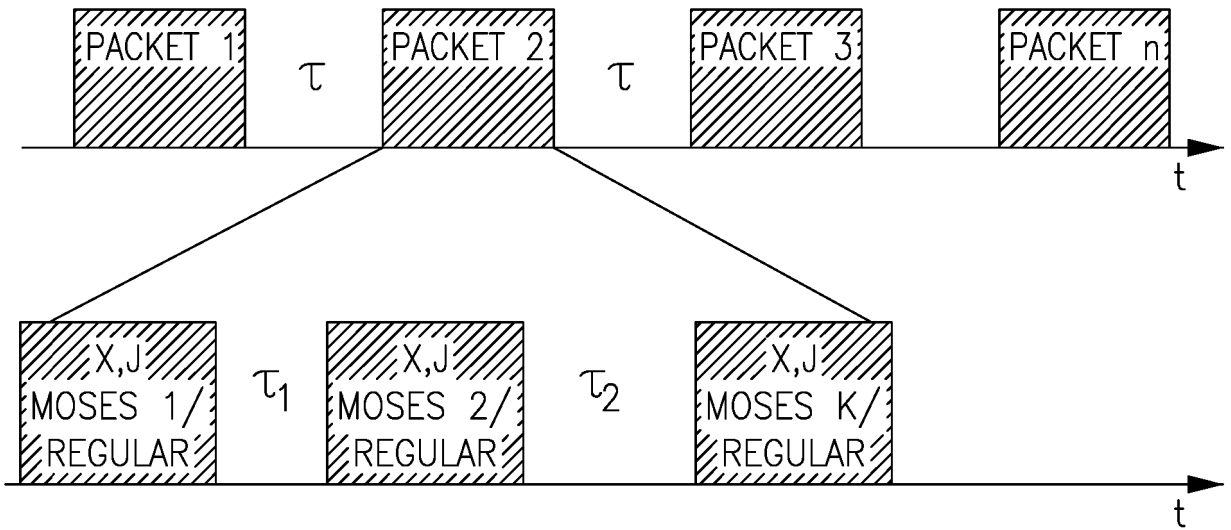 PACKET 1 τ PACKET 2 τ PACKET 3 PACKET n
t
X,J X,J X,J
MOSES 1/ τ1 MOSES 2/ τ2 MOSES K/
REGULAR REGULAR REGULAR
t